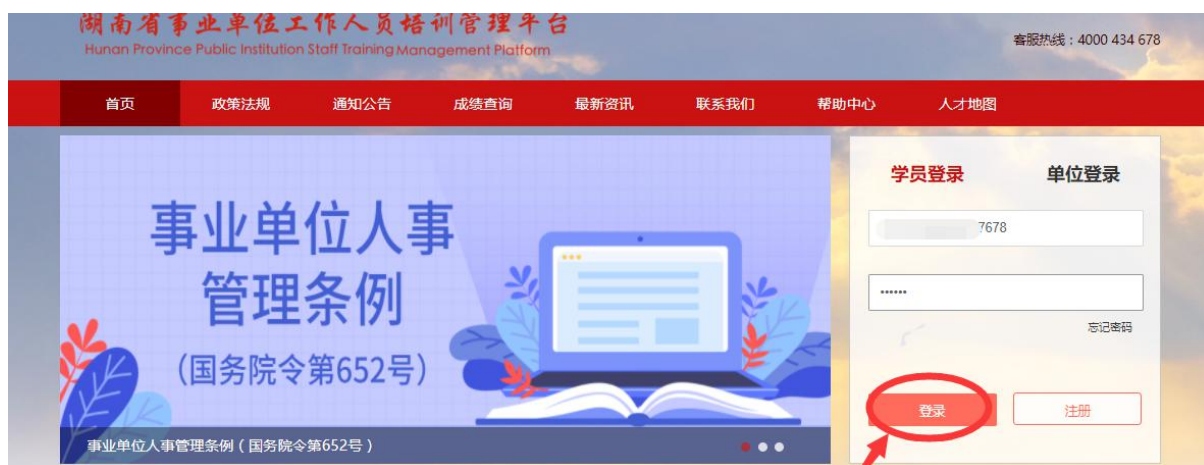 湖南省事业单位工作人员培训管理平台
Hunan Province Public Institution Staff Training Management Platform
客服热线：4000 434 678
首页 政策法规 通知公告 成绩查询 最新资讯 联系我们 帮助中心 人才地图
学员登录 单位登录
7678
••••••
忘记密码
登录 注册
事业单位人事
管理条例
（国务院令第652号）
事业单位人事管理条例（国务院令第652号）